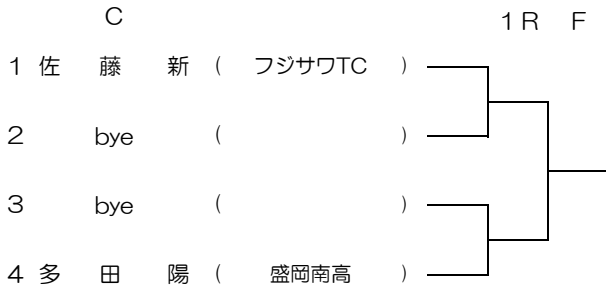 C 1R F
1 佐 藤 新 ( フジサワTC )
2 bye ( )
3 bye ( )
4 多 田 陽 ( 盛岡南高 )